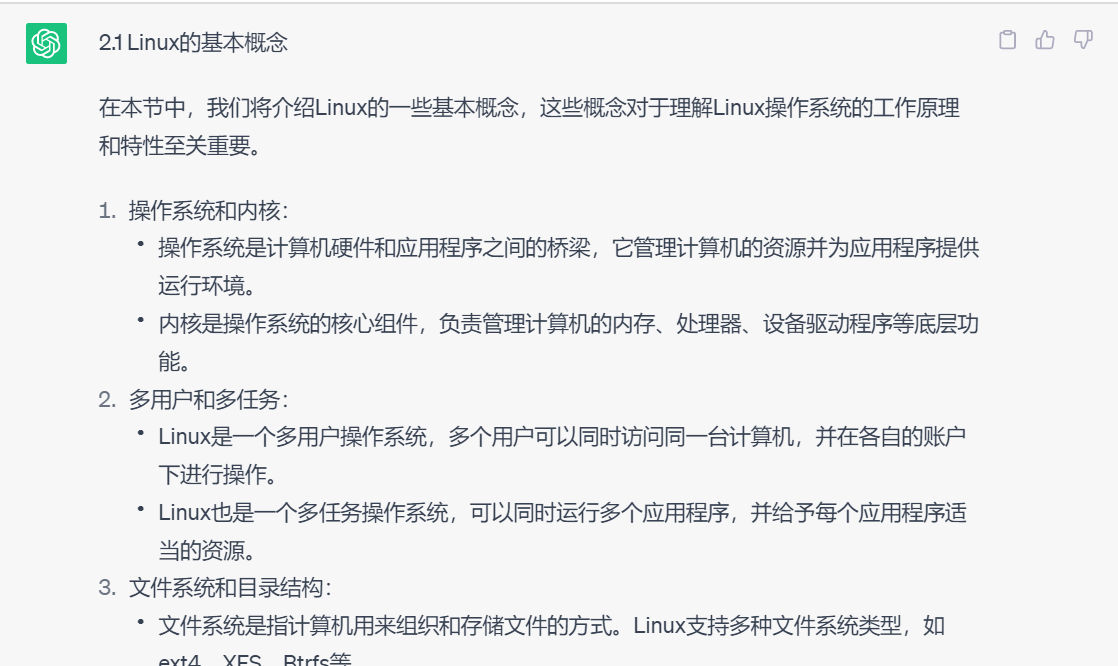 2.1 Linux的基本概念
在本节中，我们将介绍Linux的一些基本概念，这些概念对于理解Linux操作系统的工作原理
和特性至关重要。
1. 操作系统和内核：
• 操作系统是计算机硬件和应用程序之间的桥梁，它管理计算机的资源并为应用程序提供
运行环境。
• 内核是操作系统的核心组件，负责管理计算机的内存、处理器、设备驱动程序等底层功
能。
2. 多用户和多任务：
• Linux是一个多用户操作系统，多个用户可以同时访问同一台计算机，并在各自的账户
下进行操作。
• Linux也是一个多任务操作系统，可以同时运行多个应用程序，并给予每个应用程序适
当的资源。
3. 文件系统和目录结构：
• 文件系统是指计算机用来组织和存储文件的方式。Linux支持多种文件系统类型，如
ext4、XFS、Btrfs等